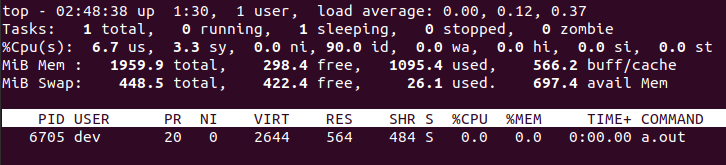 top - 02:48:38 up  1:30,  1 user,  load average: 0.00, 0.12, 0.37
Tasks:   1 total,   0 running,   1 sleeping,   0 stopped,   0 zombie
%Cpu(s):  6.7 us,  3.3 sy,  0.0 ni, 90.0 id,  0.0 wa,  0.0 hi,  0.0 si,  0.0 st
MiB Mem :   1959.9 total,    298.4 free,   1095.4 used,    566.2 buff/cache
MiB Swap:    448.5 total,    422.4 free,     26.1 used.    697.4 avail Mem
PID USER      PR  NI    VIRT    RES    SHR S  %CPU  %MEM     TIME+ COMMAND
6705 dev       20   0    2644    564    484 S   0.0   0.0   0:00.00 a.out